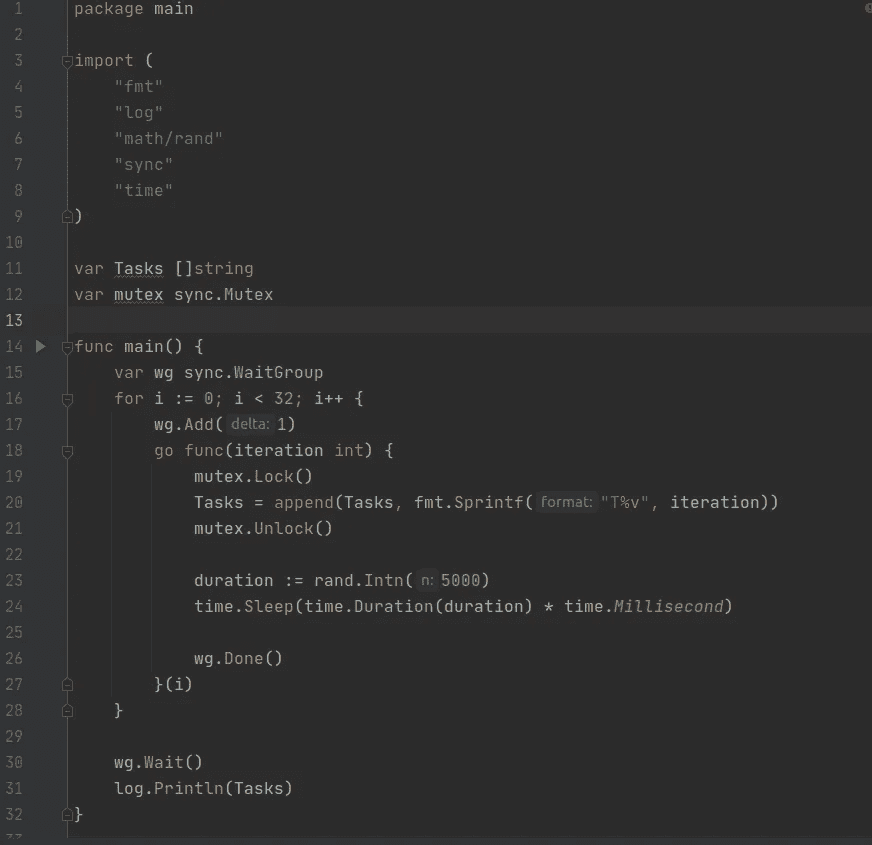 1 package main
2
3 import (
4 "fmt"
5 "log"
6 "math/rand"
7 "sync"
8 "time"
9 )
10
11 var Tasks []string
12 var mutex sync.Mutex
13
14 func main() {
15 var wg sync.WaitGroup
16 for i := 0; i < 32; i++ {
17 wg.Add( delta: 1)
18 go func(iteration int) {
19 mutex.Lock()
20 Tasks = append(Tasks, fmt.Sprintf( format: "T%v", iteration))
21 mutex.Unlock()
22
23 duration := rand.Intn( n: 5000)
24 time.Sleep(time.Duration(duration) * time.Millisecond)
25
26 wg.Done()
27 }(i)
28 }
29
30 wg.Wait()
31 log.Println(Tasks)
32 }